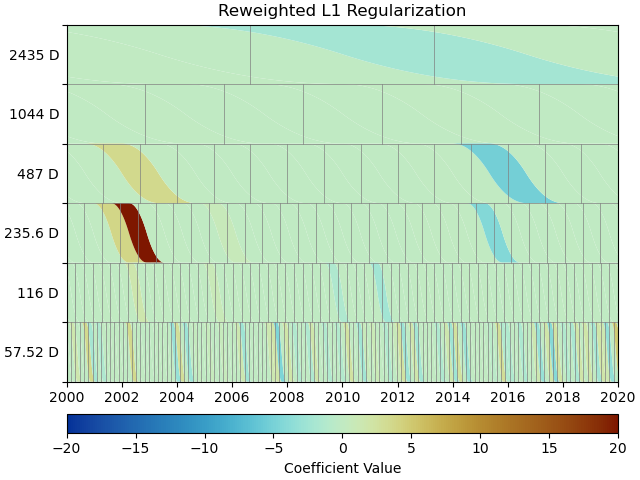 Reweighted L1 Regularization
2435 D
1044 D
487 D
235.6 D
116 D
57.52 D
2000 2002 2004 2006 2008 2010 2012 2014 2016 2018 2020
−20 −15 −10 −5 0 5 10 15 20
Coefficient Value